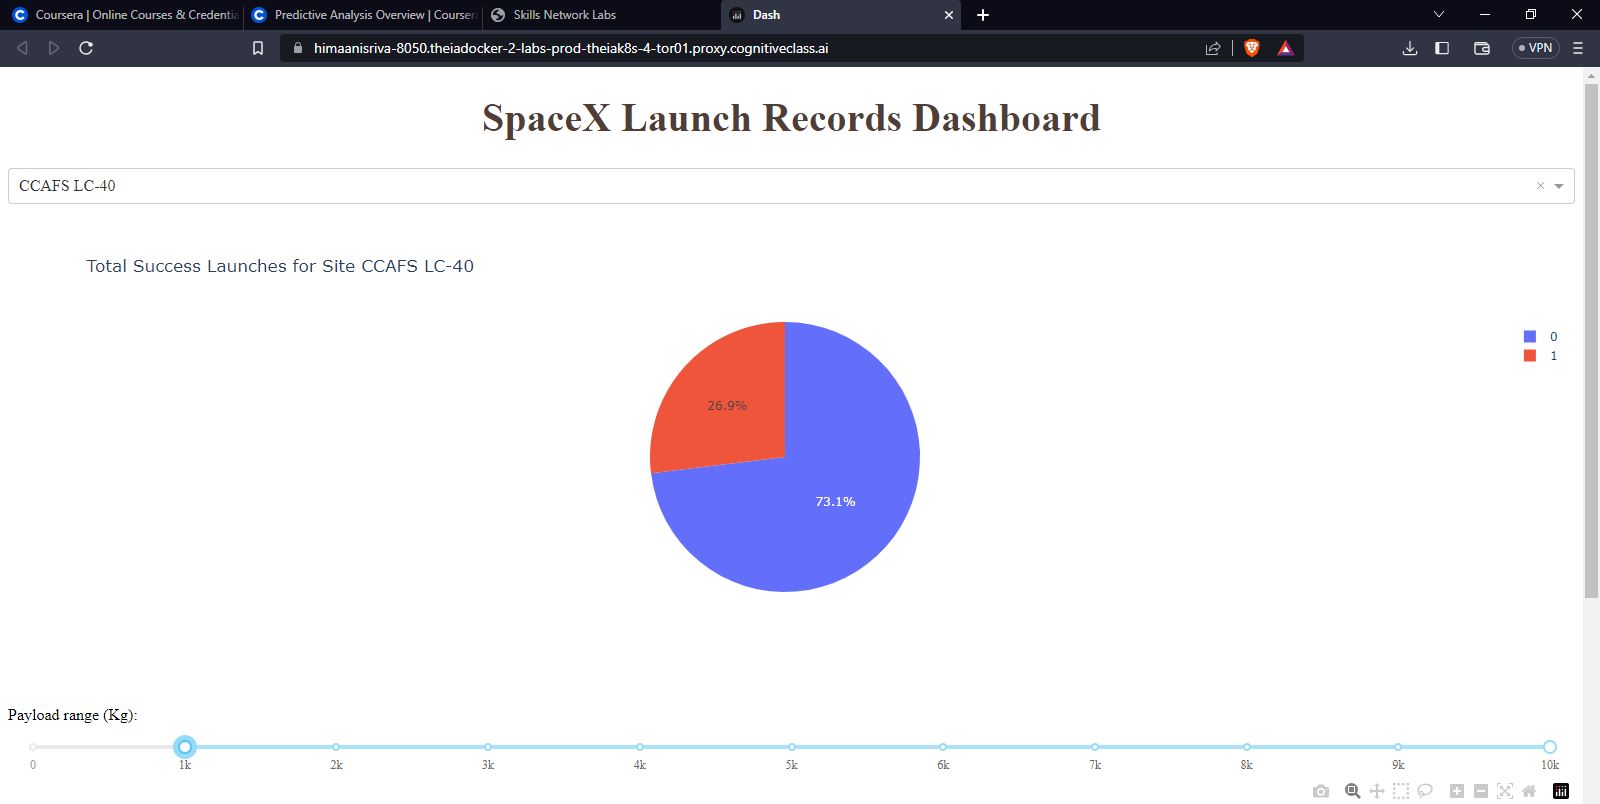 Coursera | Online Courses & Credentia
Predictive Analysis Overview | Courser
Skills Network Labs
Dash
himaanisriva-8050.theiadocker-2-labs-prod-theiak8s-4-tor01.proxy.cognitiveclass.ai
VPN
SpaceX Launch Records Dashboard
CCAFS LC-40
Total Success Launches for Site CCAFS LC-40
0
1
26.9%
73.1%
Payload range (Kg):
0 1k 2k 3k 4k 5k 6k 7k 8k 9k 10k